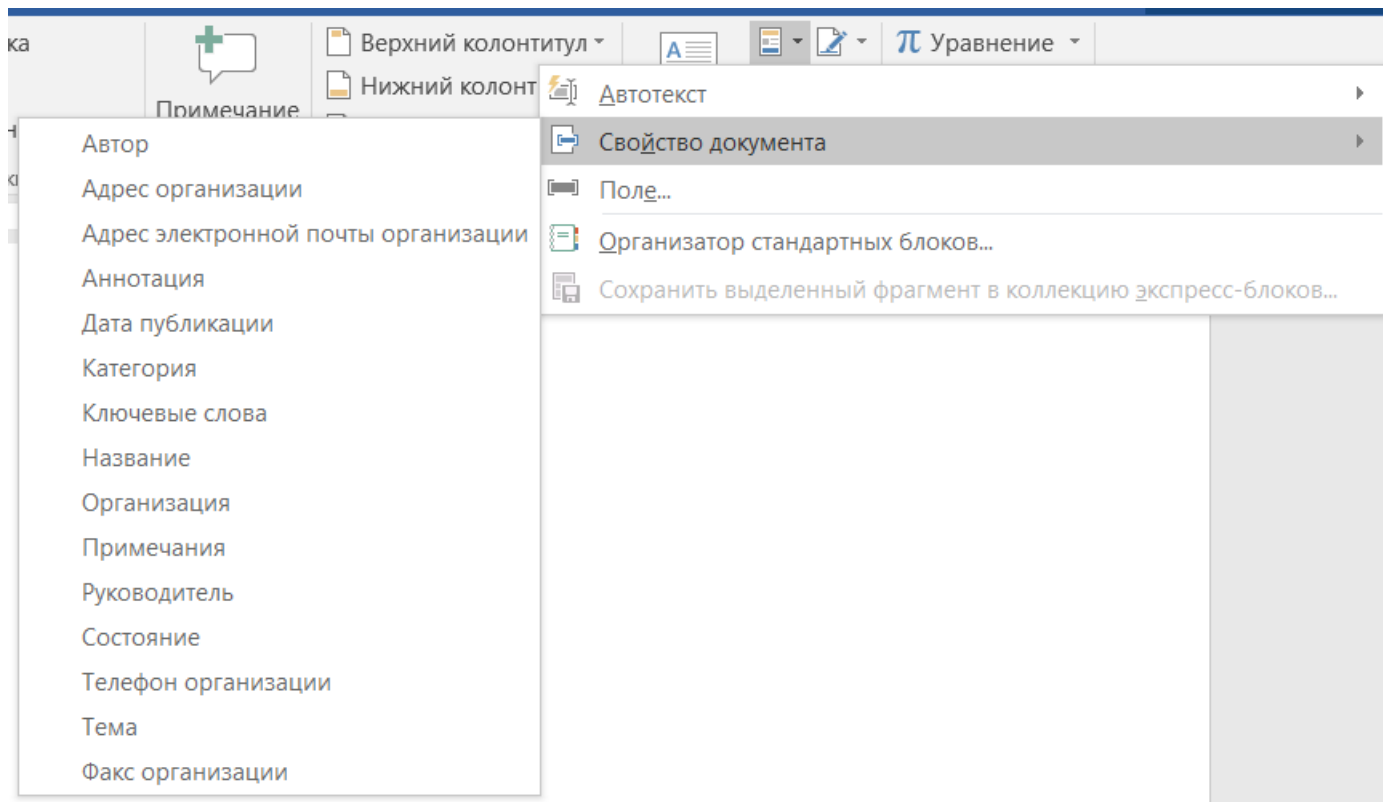 ка
Примечание
Верхний колонтитул
Нижний колонт
A
π Уравнение
Автотекст
Свойство документа
Поле...
Организатор стандартных блоков...
Сохранить выделенный фрагмент в коллекцию экспресс-блоков...
Автор
Адрес организации
Адрес электронной почты организации
Аннотация
Дата публикации
Категория
Ключевые слова
Название
Организация
Примечания
Руководитель
Состояние
Телефон организации
Тема
Факс организации